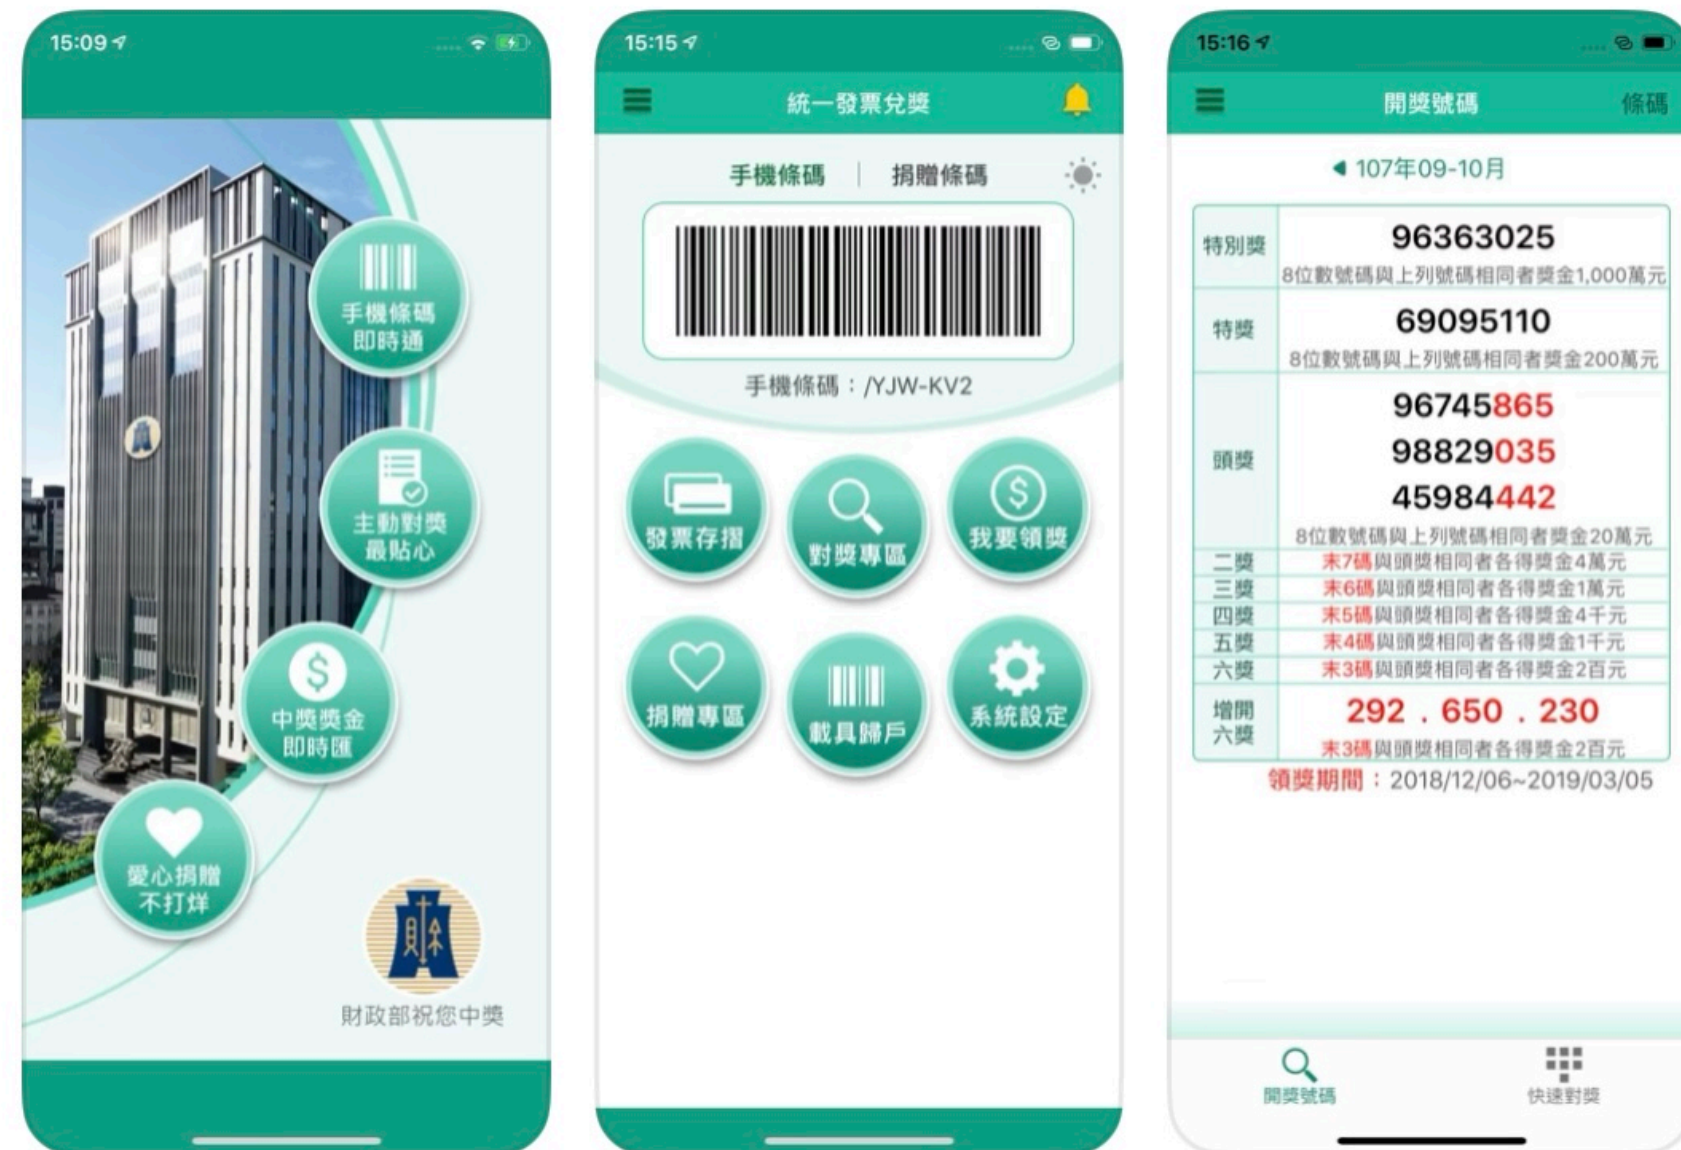 15:09
手機條碼
即時通
主動對獎
最貼心
中獎獎金
即時匯
愛心捐贈
不打烊
財政部祝您中獎
15:15
統一發票兌獎
手機條碼
捐贈條碼
手機條碼：/YJW-KV2
發票存摺
對獎專區
我要領獎
捐贈專區
載具歸戶
系統設定
15:16
開獎號碼
條碼
107年09-10月
特別獎
96363025
8位數號碼與上列號碼相同者獎金1,000萬元
特獎
69095110
8位數號碼與上列號碼相同者獎金200萬元
頭獎
96745865
98829035
45984442
8位數號碼與上列號碼相同者獎金20萬元
二獎 末7碼與頭獎相同者各得獎金4萬元
三獎 末6碼與頭獎相同者各得獎金1萬元
四獎 末5碼與頭獎相同者各得獎金4千元
五獎 末4碼與頭獎相同者各得獎金1千元
六獎 末3碼與頭獎相同者各得獎金2百元
增開
六獎
292 . 650 . 230
末3碼與頭獎相同者各得獎金2百元
領獎期間：2018/12/06~2019/03/05
開獎號碼
快速對獎